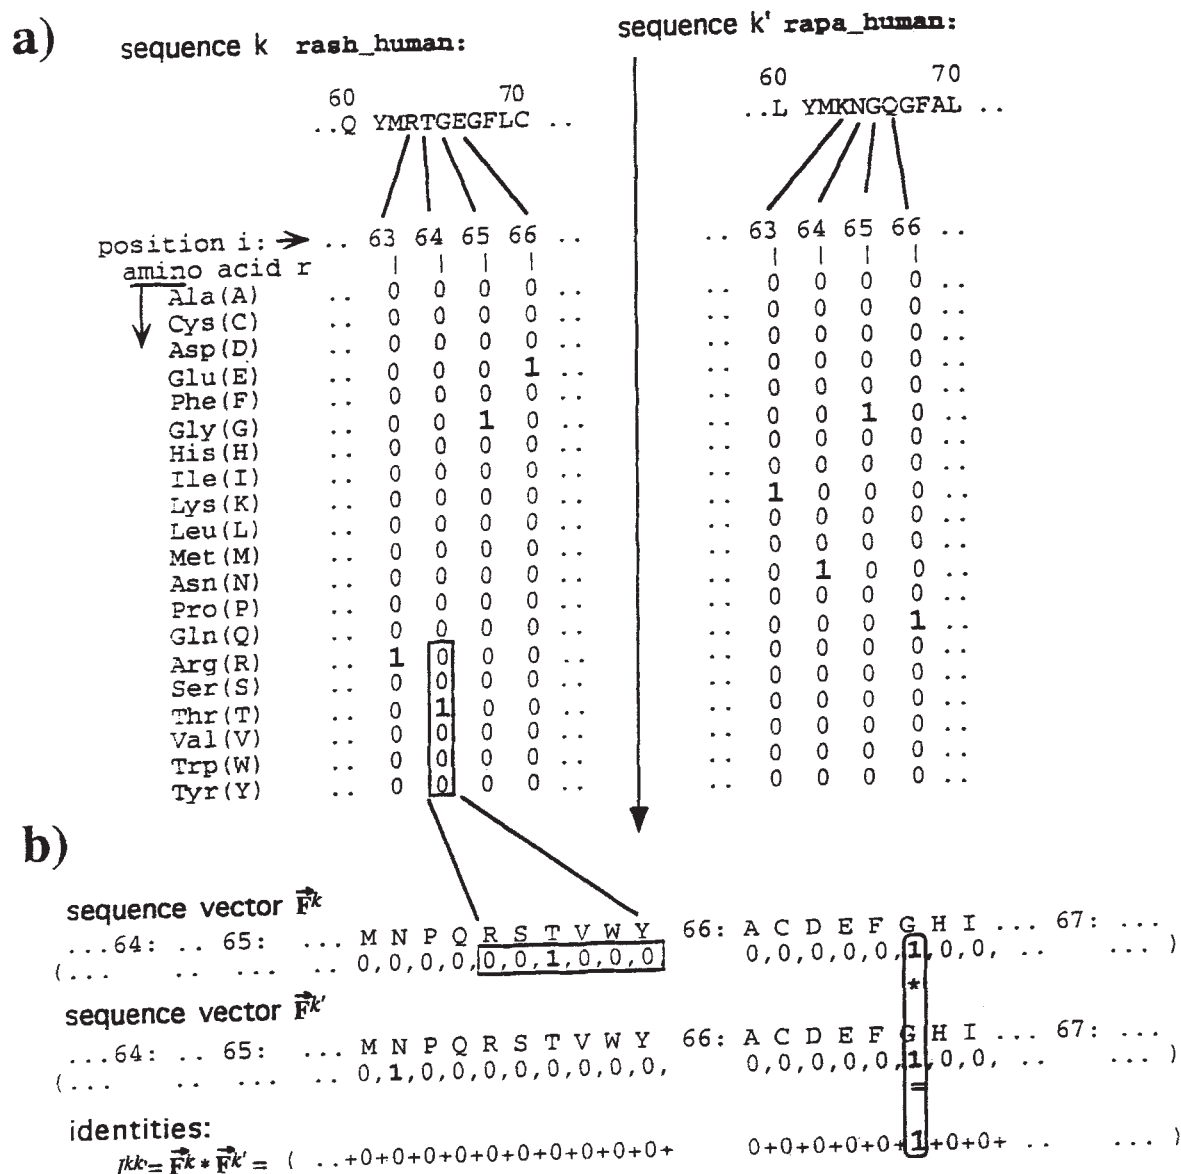 a)
sequence k rash_human:
sequence k' rapa_human:
60 70
..Q YMRTGEGFLC ..
60 70
..L YMKNGQGFAL ..
position i: → .. 63 64 65 66 .. .. 63 64 65 66 ..
amino acid r
Ala(A) .. 0 0 0 0 .. .. 0 0 0 0 ..
Cys(C) .. 0 0 0 0 .. .. 0 0 0 0 ..
Asp(D) .. 0 0 0 0 .. .. 0 0 0 0 ..
Glu(E) .. 0 0 0 1 .. .. 0 0 0 0 ..
Phe(F) .. 0 0 0 0 .. .. 0 0 0 0 ..
Gly(G) .. 0 0 1 0 .. .. 0 0 1 0 ..
His(H) .. 0 0 0 0 .. .. 0 0 0 0 ..
Ile(I) .. 0 0 0 0 .. .. 0 0 0 0 ..
Lys(K) .. 0 0 0 0 .. .. 1 0 0 0 ..
Leu(L) .. 0 0 0 0 .. .. 0 0 0 0 ..
Met(M) .. 0 0 0 0 .. .. 0 0 0 0 ..
Asn(N) .. 0 0 0 0 .. .. 0 1 0 0 ..
Pro(P) .. 0 0 0 0 .. .. 0 0 0 0 ..
Gln(Q) .. 0 0 0 0 .. .. 0 0 0 1 ..
Arg(R) .. 1 0 0 0 .. .. 0 0 0 0 ..
Ser(S) .. 0 0 0 0 .. .. 0 0 0 0 ..
Thr(T) .. 0 1 0 0 .. .. 0 0 0 0 ..
Val(V) .. 0 0 0 0 .. .. 0 0 0 0 ..
Trp(W) .. 0 0 0 0 .. .. 0 0 0 0 ..
Tyr(Y) .. 0 0 0 0 .. .. 0 0 0 0 ..
b)
sequence vector F^k
...64: .. 65: ... M N P Q R S T V W Y 66: A C D E F G H I ... 67: ...
(... .. ... .. 0,0,0,0,0,0,1,0,0,0 0,0,0,0,0,1,0,0, .. ... )
*
sequence vector F^k'
...64: .. 65: ... M N P Q R S T V W Y 66: A C D E F G H I ... 67: ...
(... .. ... .. 0,1,0,0,0,0,0,0,0,0, 0,0,0,0,0,1,0,0, .. ... )
=
identities:
I^kk' = F^k * F^k' = ( ..+0+0+0+0+0+0+0+0+0+0+ 0+0+0+0+0+1+0+0+ .. ... )